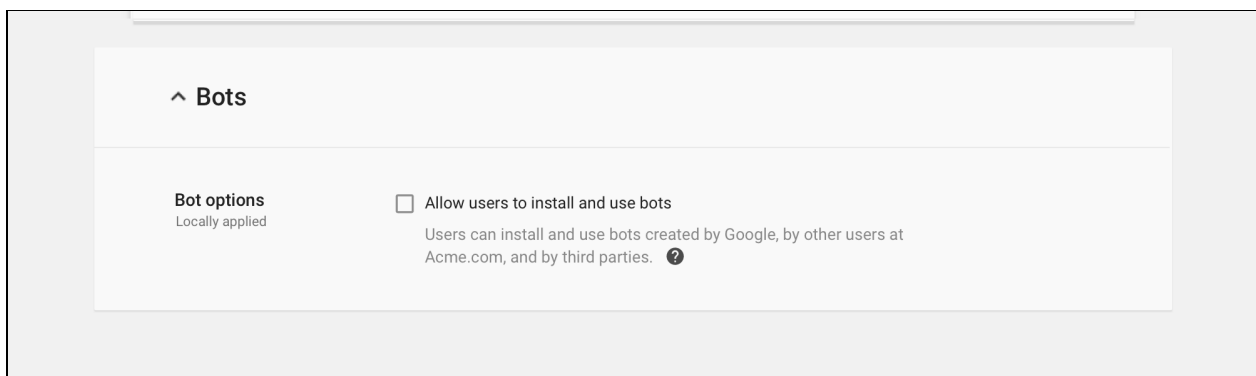 Bots
Bot options
Locally applied
Allow users to install and use bots
Users can install and use bots created by Google, by other users at
Acme.com, and by third parties. ?